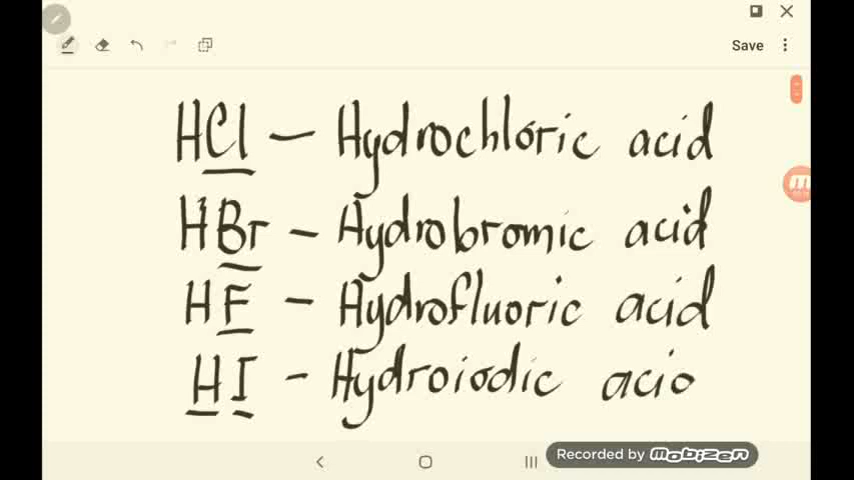 Save
HCl – Hydrochloric acid
HBr – Hydrobromic acid
HF – Hydrofluoric acid
HI – Hydroiodic acio
Recorded by MOBIZEN